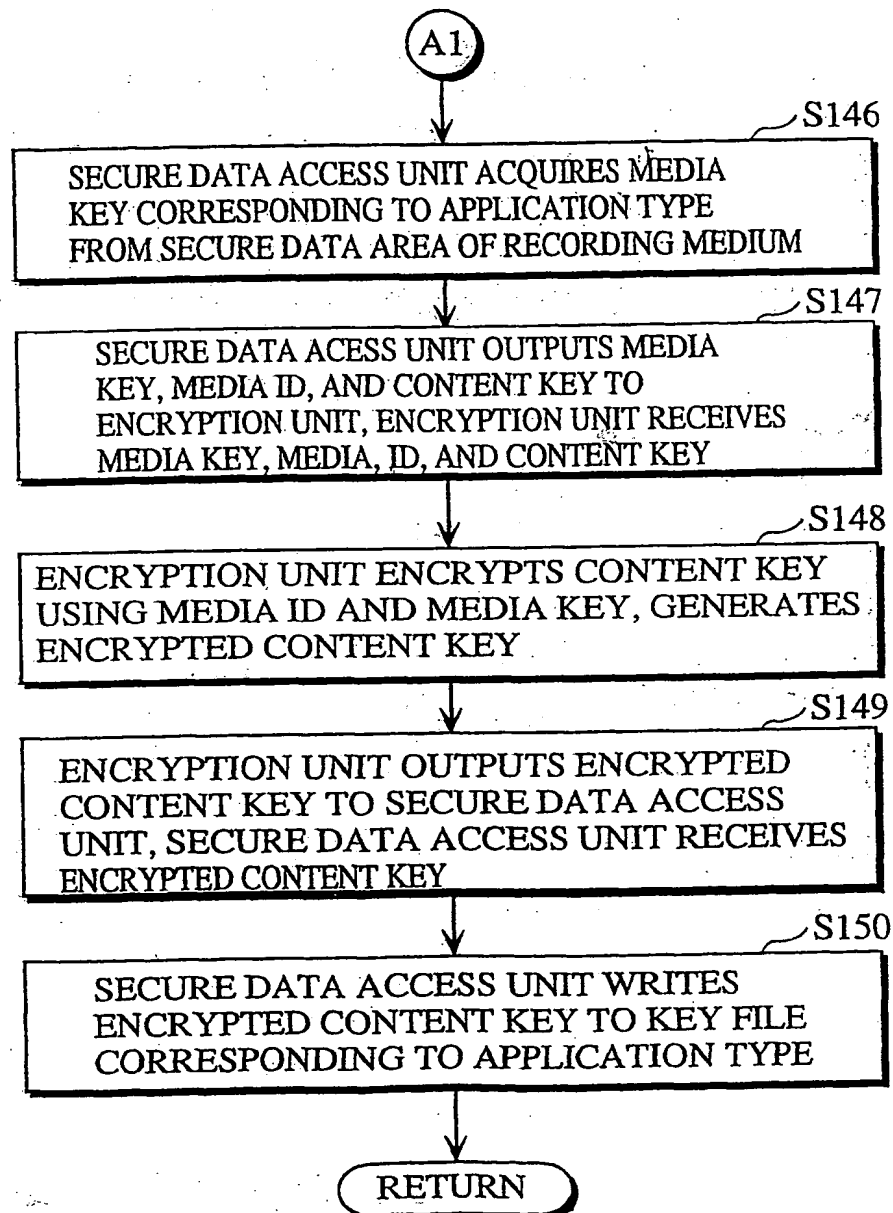 A1
S146
SECURE DATA ACCESS UNIT ACQUIRES MEDIA
KEY CORRESPONDING TO APPLICATION TYPE
FROM SECURE DATA AREA OF RECORDING MEDIUM
S147
SECURE DATA ACESS UNIT OUTPUTS MEDIA
KEY, MEDIA ID, AND CONTENT KEY TO
ENCRYPTION UNIT, ENCRYPTION UNIT RECEIVES
MEDIA KEY, MEDIA, ID, AND CONTENT KEY
S148
ENCRYPTION UNIT ENCRYPTS CONTENT KEY
USING MEDIA ID AND MEDIA KEY, GENERATES
ENCRYPTED CONTENT KEY
S149
ENCRYPTION UNIT OUTPUTS ENCRYPTED
CONTENT KEY TO SECURE DATA ACCESS
UNIT, SECURE DATA ACCESS UNIT RECEIVES
ENCRYPTED CONTENT KEY
S150
SECURE DATA ACCESS UNIT WRITES
ENCRYPTED CONTENT KEY TO KEY FILE
CORRESPONDING TO APPLICATION TYPE
RETURN